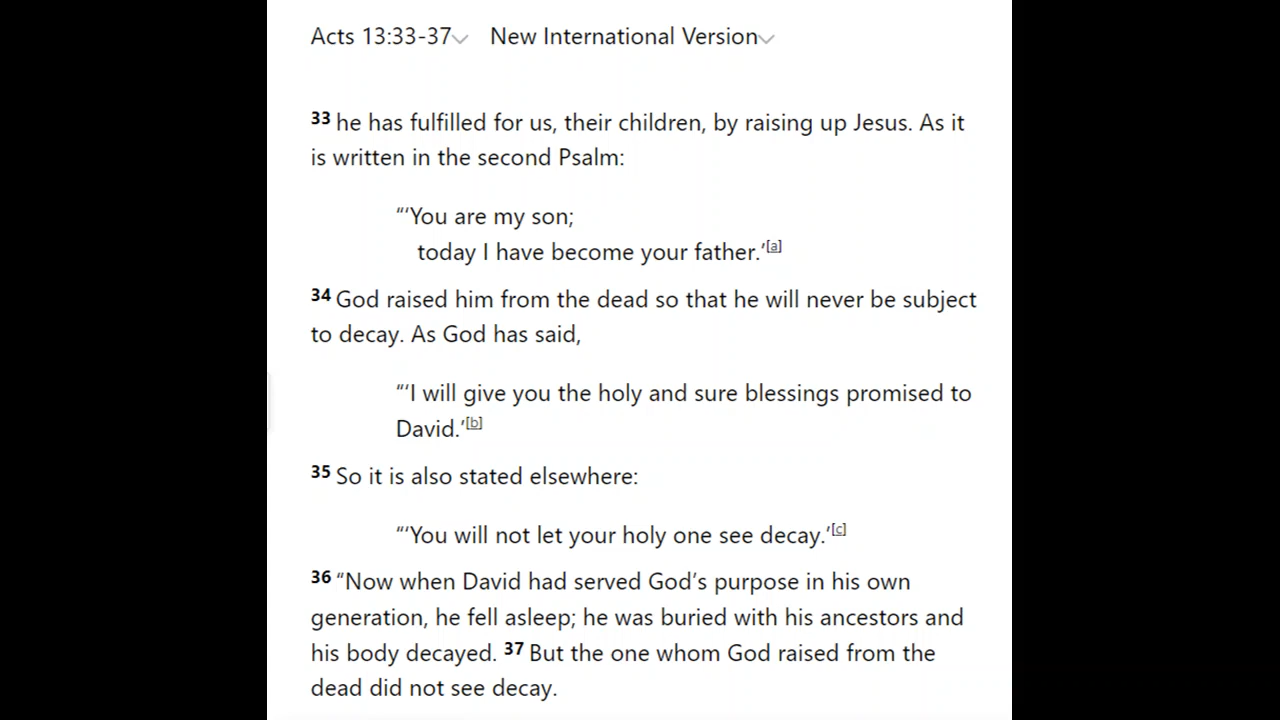 Acts 13:33-37 New International Version
33 he has fulfilled for us, their children, by raising up Jesus. As it
is written in the second Psalm:
“‘You are my son;
today I have become your father.’[a]
34 God raised him from the dead so that he will never be subject
to decay. As God has said,
“‘I will give you the holy and sure blessings promised to
David.’[b]
35 So it is also stated elsewhere:
“‘You will not let your holy one see decay.’[c]
36 “Now when David had served God’s purpose in his own
generation, he fell asleep; he was buried with his ancestors and
his body decayed. 37 But the one whom God raised from the
dead did not see decay.